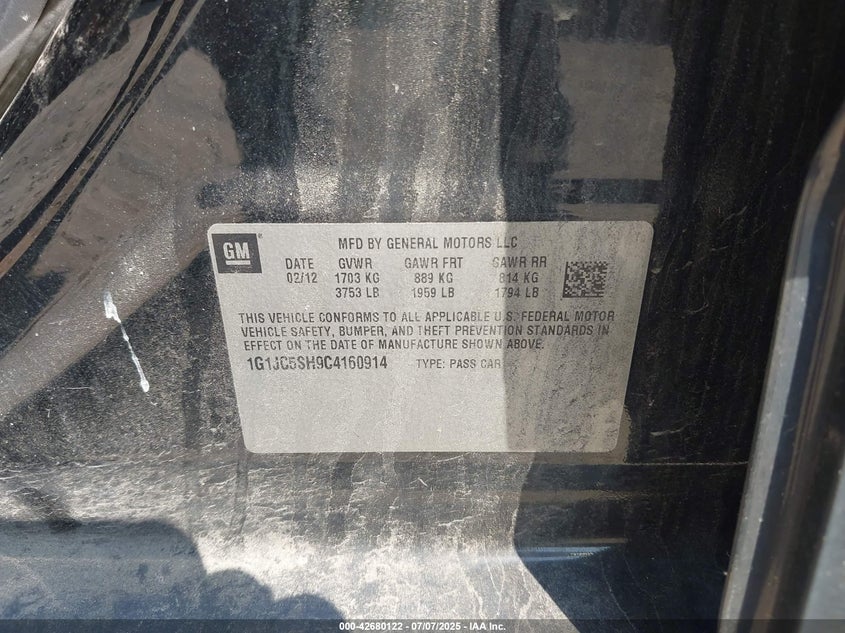 GM
MFD BY GENERAL MOTORS LLC
DATE GVWR GAWR FRT GAWR RR
02/12 1703 KG 889 KG 814 KG
3753 LB 1959 LB 1794 LB
THIS VEHICLE CONFORMS TO ALL APPLICABLE U.S. FEDERAL MOTOR
VEHICLE SAFETY, BUMPER, AND THEFT PREVENTION STANDARDS IN
EFFECT ON THE DATE OF MANUFACTURE SHOWN ABOVE.
1G1JC5SH9C4160914 TYPE: PASS CAR
000-42680122 - 07/07/2025 - IAA Inc.